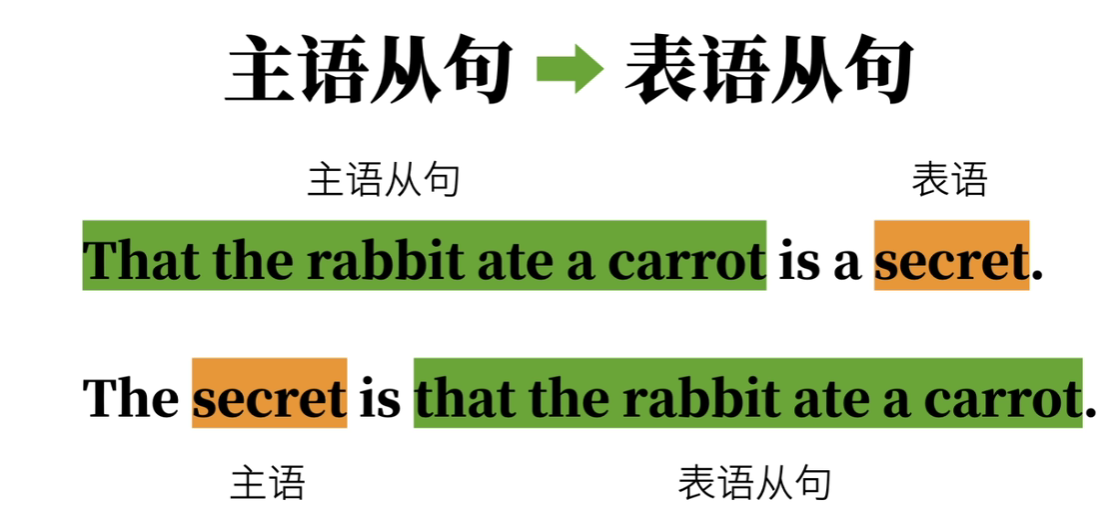 主语从句 ➡ 表语从句
主语从句 表语
That the rabbit ate a carrot is a secret.
The secret is that the rabbit ate a carrot.
主语 表语从句